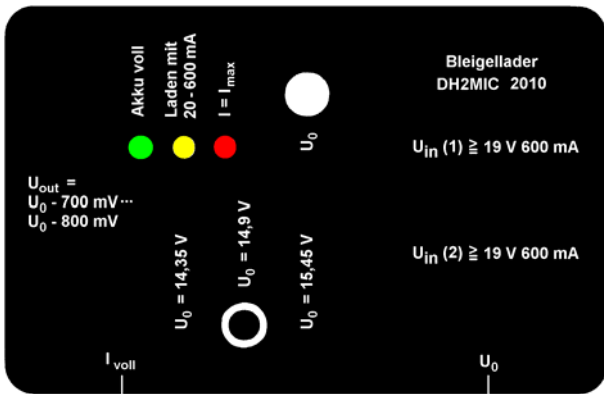 Bleigellader
DH2MIC 2010
Akku voll
Laden mit
20 - 600 mA
I = Imax
U0
Uin (1) ≧ 19 V 600 mA
Uout =
U0 - 700 mV ...
U0 - 800 mV
U0 = 14,35 V
U0 = 14,9 V
U0 = 15,45 V
Uin (2) ≧ 19 V 600 mA
I voll
U0